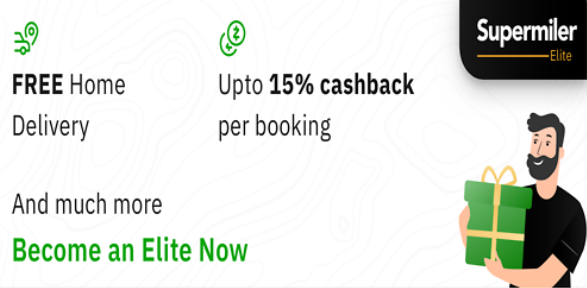 Supermiler
Elite
FREE Home
Delivery
Upto 15% cashback
per booking
And much more
Become an Elite Now